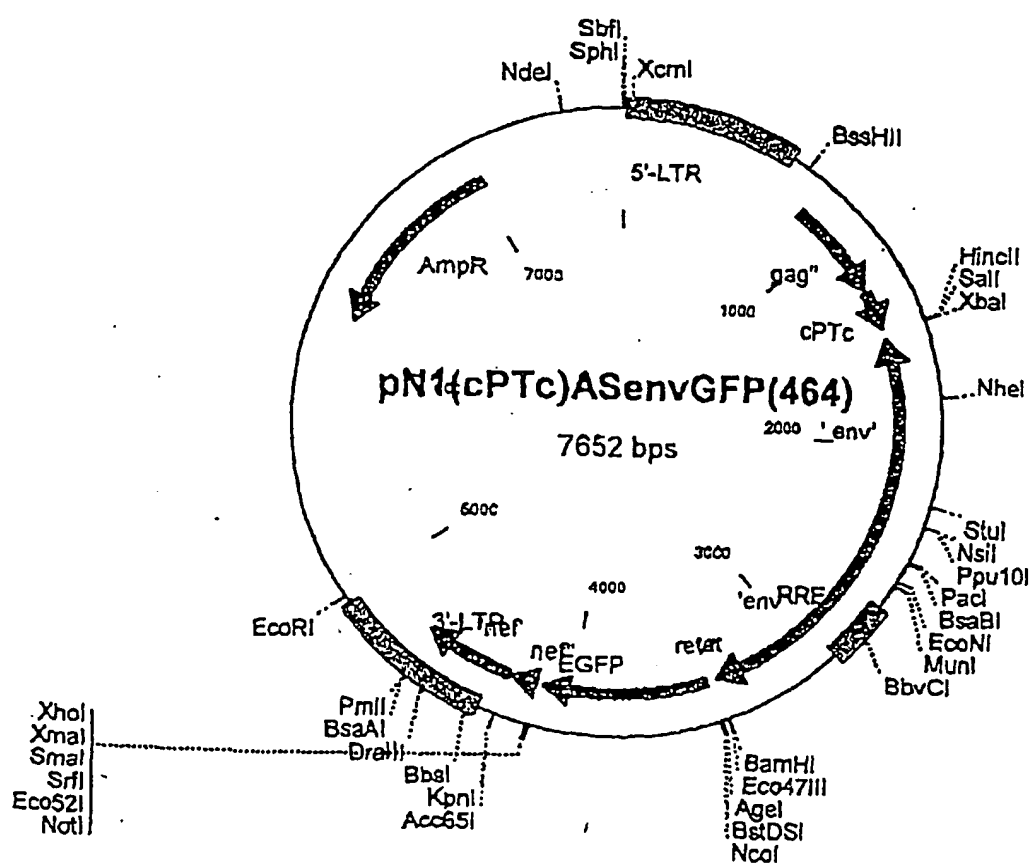 SbfI
SphI
XcmI
NdeI
BssHII
5'-LTR
AmpR
7000
gag"
1000
HincII
SalI
XbaI
cPTc
NheI
pN1(cPTc)ASenvGFP(464)
7652 bps
2000
'env'
StuI
NsiI
Ppu10I
PacI
BsaBI
EcoNI
MunI
BbvCI
3000
'env
RRE
4000
EcoRI
3'-LTR
nef
nef"
EGFP
PmlI
BsaAI
DraIII
BbsI
KpnI
Acc65I
XhoI
XmaI
SmaI
SrfI
Eco52I
NotI
BamHI
Eco47III
AgeI
BstDSI
NcoI